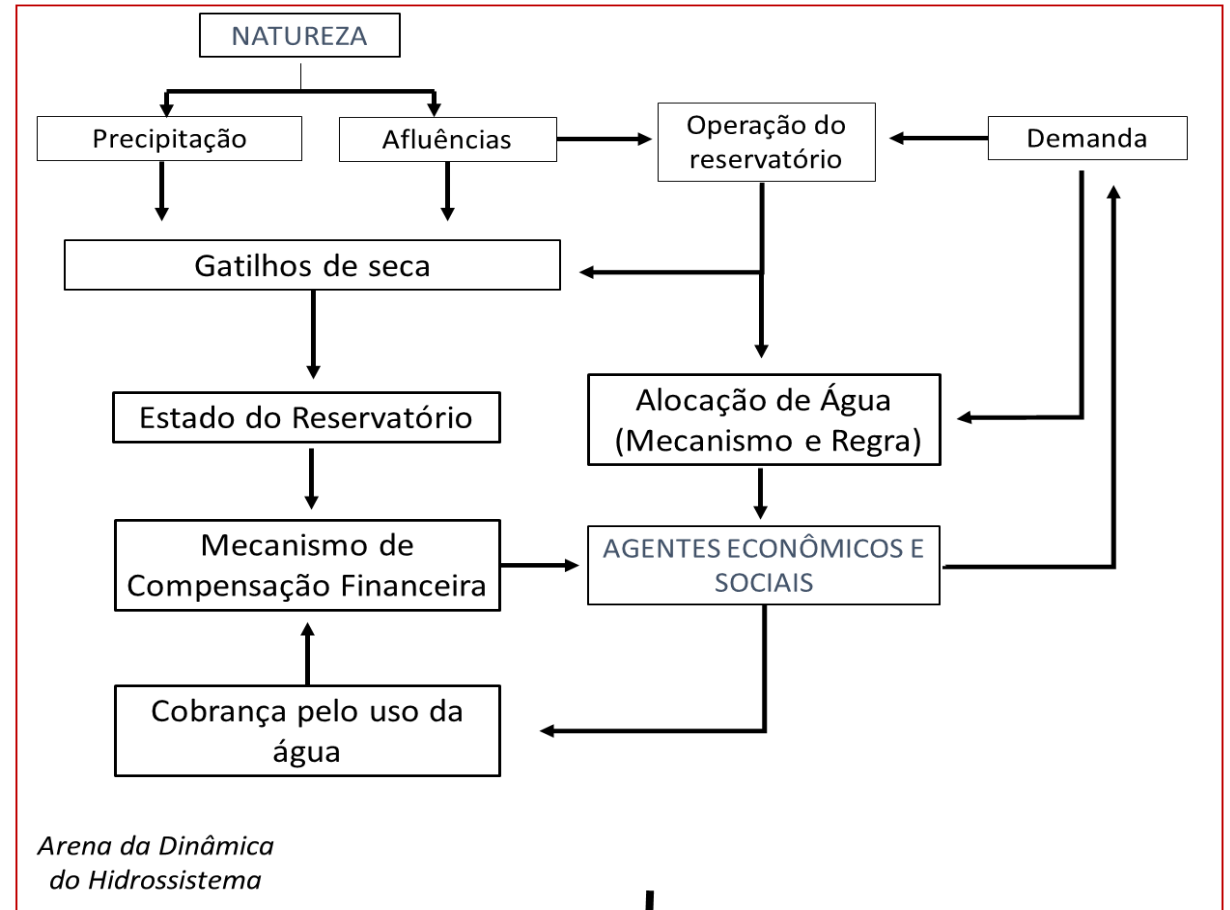 NATUREZA
Precipitação
Afluências
Operação do
reservatório
Demanda
Gatilhos de seca
Estado do Reservatório
Alocação de Água
(Mecanismo e Regra)
Mecanismo de
Compensação Financeira
AGENTES ECONÔMICOS E
SOCIAIS
Cobrança pelo uso da
água
Arena da Dinâmica
do Hidrossistema